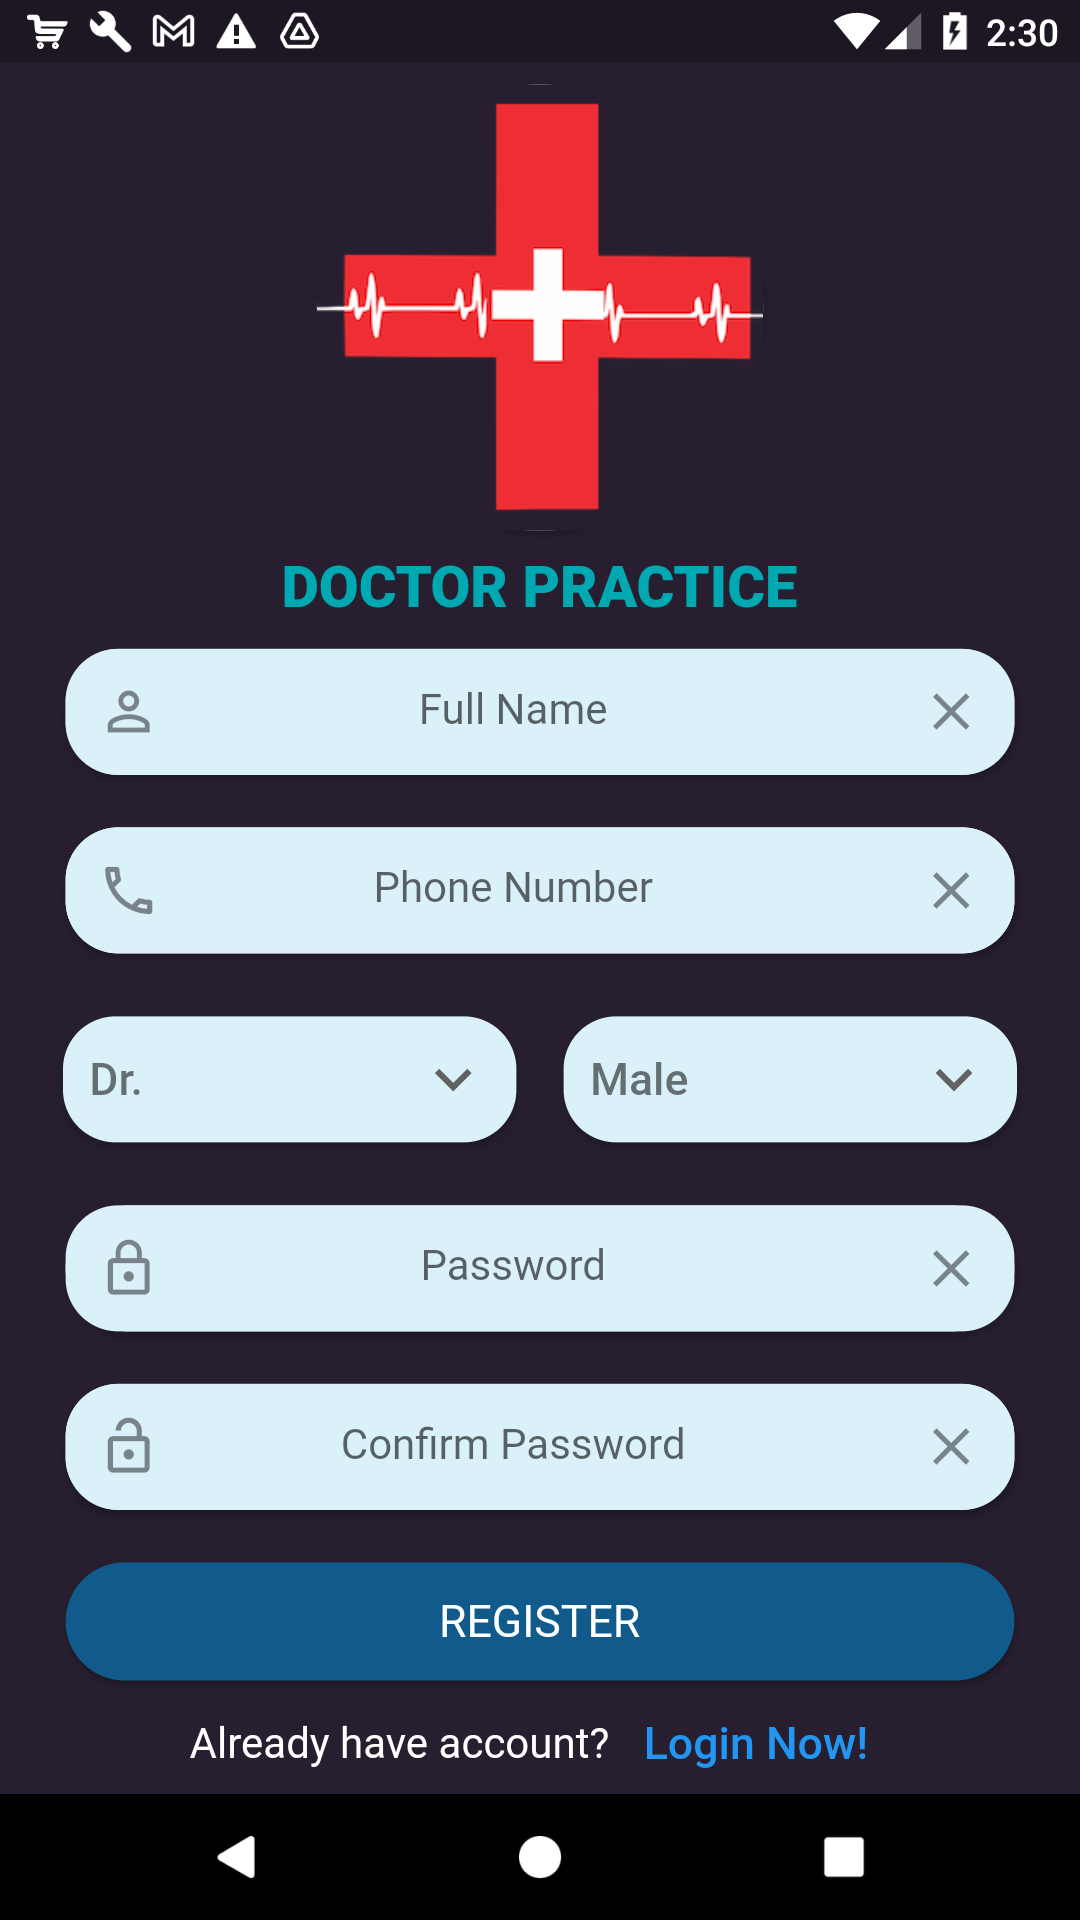 2:30
DOCTOR PRACTICE
Full Name
Phone Number
Dr.
Male
Password
Confirm Password
REGISTER
Already have account? Login Now!